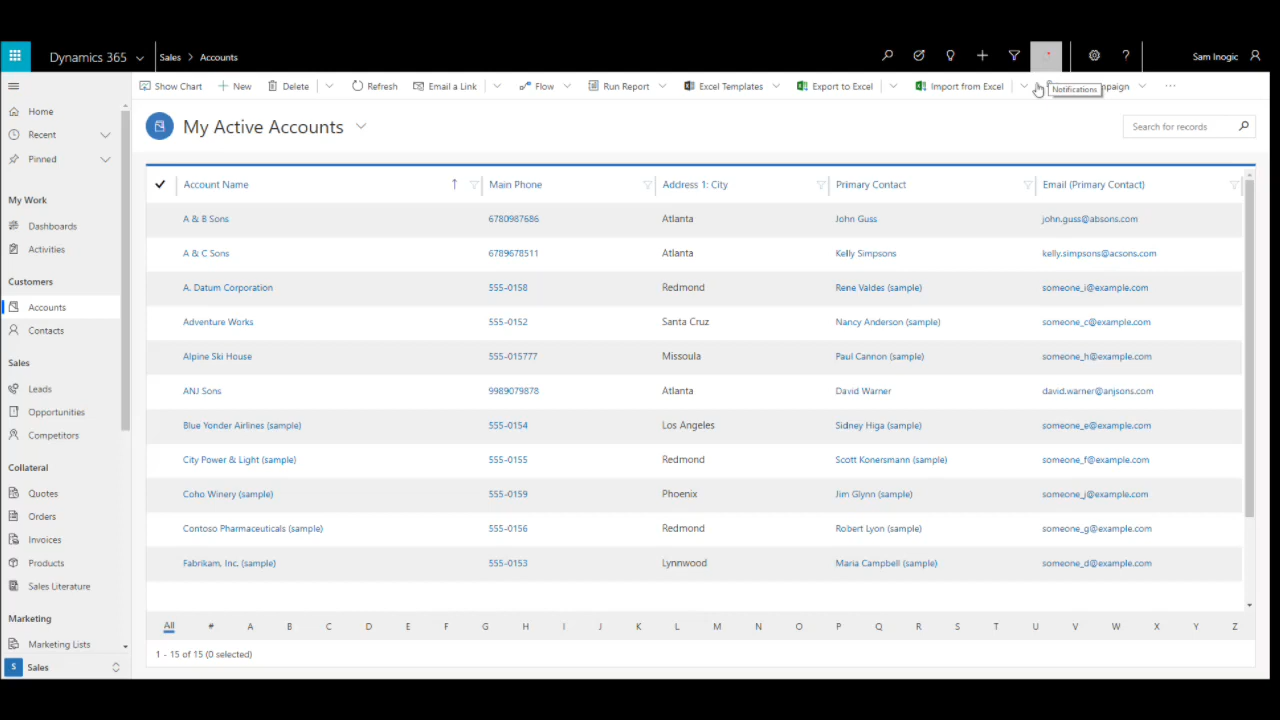 Dynamics 365
Sales > Accounts
?
Sam Inogic
Show Chart
New
Delete
Refresh
Email a Link
Flow
Run Report
Excel Templates
Export to Excel
Import from Excel
Notifications
...
Home
Recent
Pinned
My Work
Dashboards
Activities
Customers
Accounts
Contacts
Sales
Leads
Opportunities
Competitors
Collateral
Quotes
Orders
Invoices
Products
Sales Literature
Marketing
Marketing Lists
S Sales
My Active Accounts
Search for records
Account Name Main Phone Address 1: City Primary Contact Email (Primary Contact)
A & B Sons 6780987686 Atlanta John Guss john.guss@absons.com
A & C Sons 6789678511 Atlanta Kelly Simpsons kelly.simpsons@acsons.com
A. Datum Corporation 555-0158 Redmond Rene Valdes (sample) someone_i@example.com
Adventure Works 555-0152 Santa Cruz Nancy Anderson (sample) someone_c@example.com
Alpine Ski House 555-015777 Missoula Paul Cannon (sample) someone_h@example.com
ANJ Sons 9989079878 Atlanta David Warner david.warner@anjsons.com
Blue Yonder Airlines (sample) 555-0154 Los Angeles Sidney Higa (sample) someone_e@example.com
City Power & Light (sample) 555-0155 Redmond Scott Konersmann (sample) someone_f@example.com
Coho Winery (sample) 555-0159 Phoenix Jim Glynn (sample) someone_j@example.com
Contoso Pharmaceuticals (sample) 555-0156 Redmond Robert Lyon (sample) someone_g@example.com
Fabrikam, Inc. (sample) 555-0153 Lynnwood Maria Campbell (sample) someone_d@example.com
All # A B C D E F G H I J K L M N O P Q R S T U V W X Y Z
1 - 15 of 15 (0 selected)